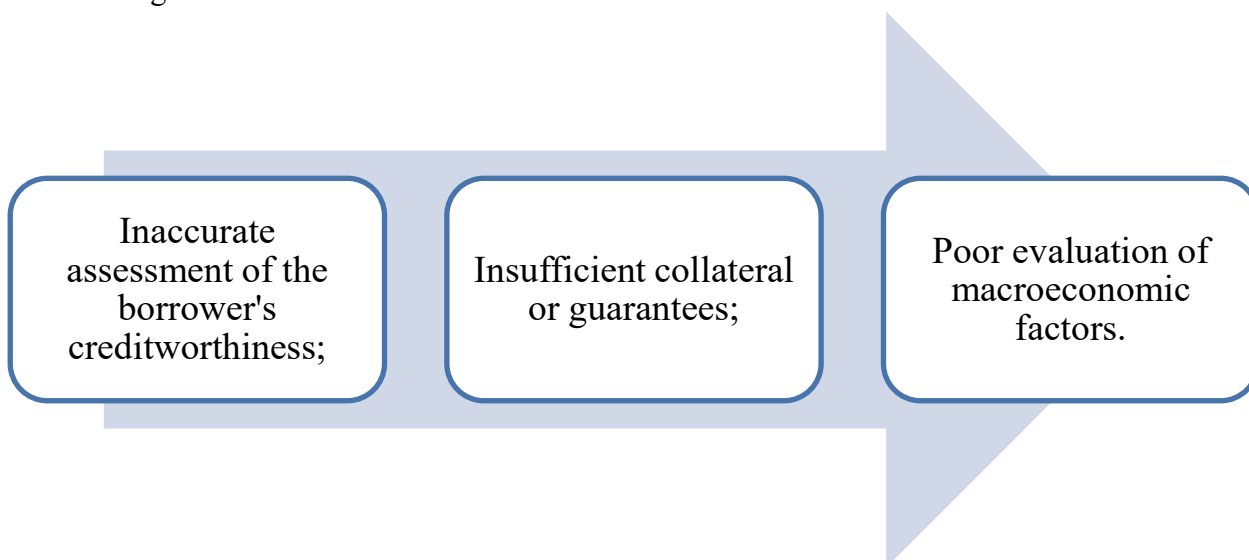 Inaccurate
assessment of the
borrower's
creditworthiness;
Insufficient collateral
or guarantees;
Poor evaluation of
macroeconomic
factors.